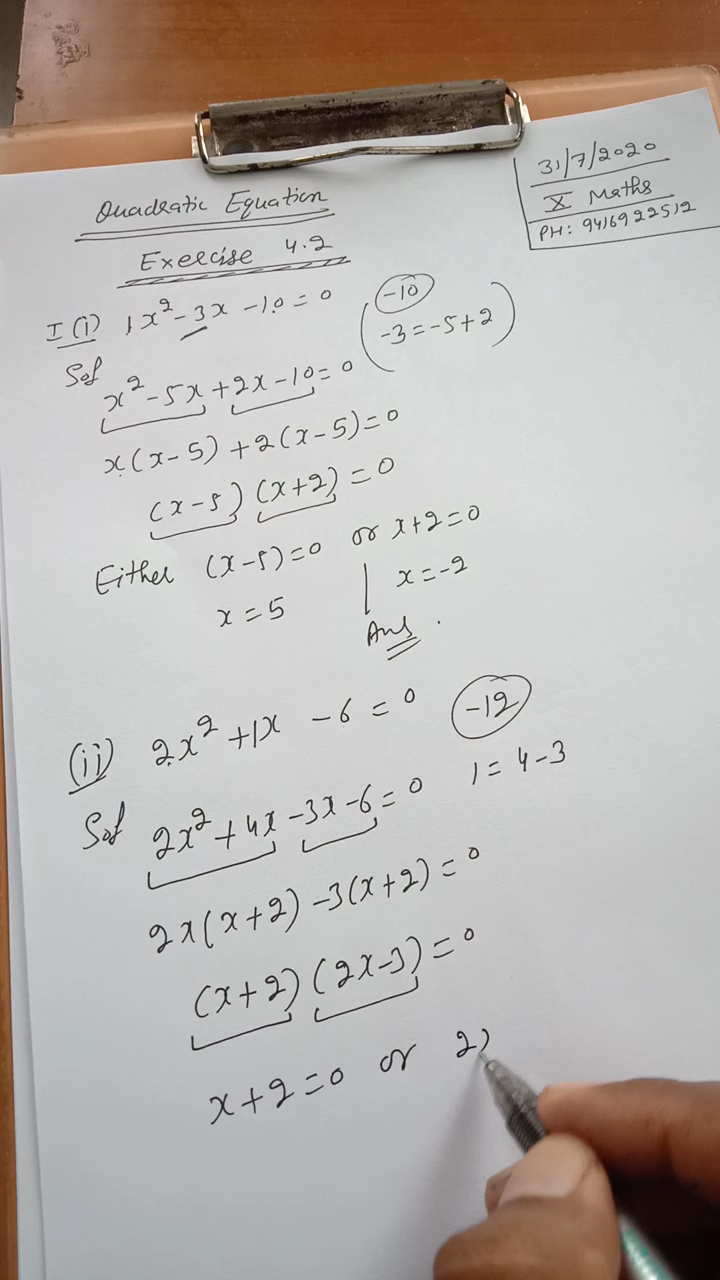 31/7/2020
X Maths
PH: 9416922512
Quadratic Equation
Exercise 4.2
I (i) 1x² - 3x - 10 = 0
-10
-3 = -5 + 2
Sol
x² - 5x + 2x - 10 = 0
x(x - 5) + 2(x - 5) = 0
(x - 5) (x + 2) = 0
Either (x - 5) = 0 or x + 2 = 0
x = 5 | x = -2
Ans.
(ii) 2x² + 1x - 6 = 0
-12
Sol 2x² + 4x - 3x - 6 = 0 1 = 4 - 3
2x(x + 2) - 3(x + 2) = 0
(x + 2) (2x - 3) = 0
x + 2 = 0 or 2